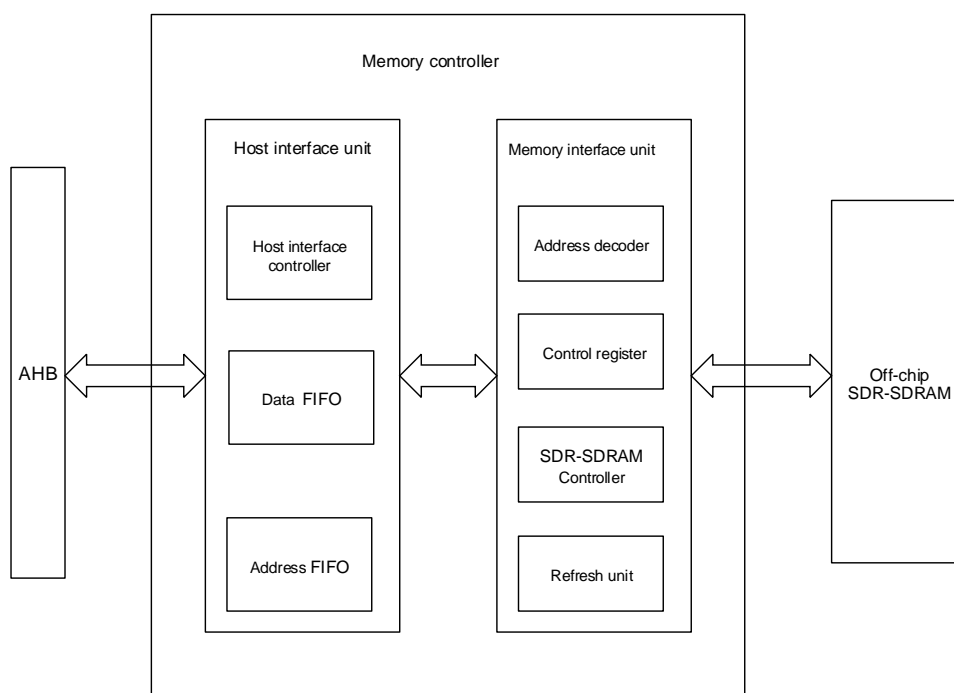 Memory controller
Host interface unit
Memory interface unit
Host interface
controller
Address decoder
AHB
Data FIFO
Control register
Off-chip
SDR-SDRAM
SDR-SDRAM
Controller
Address FIFO
Refresh unit